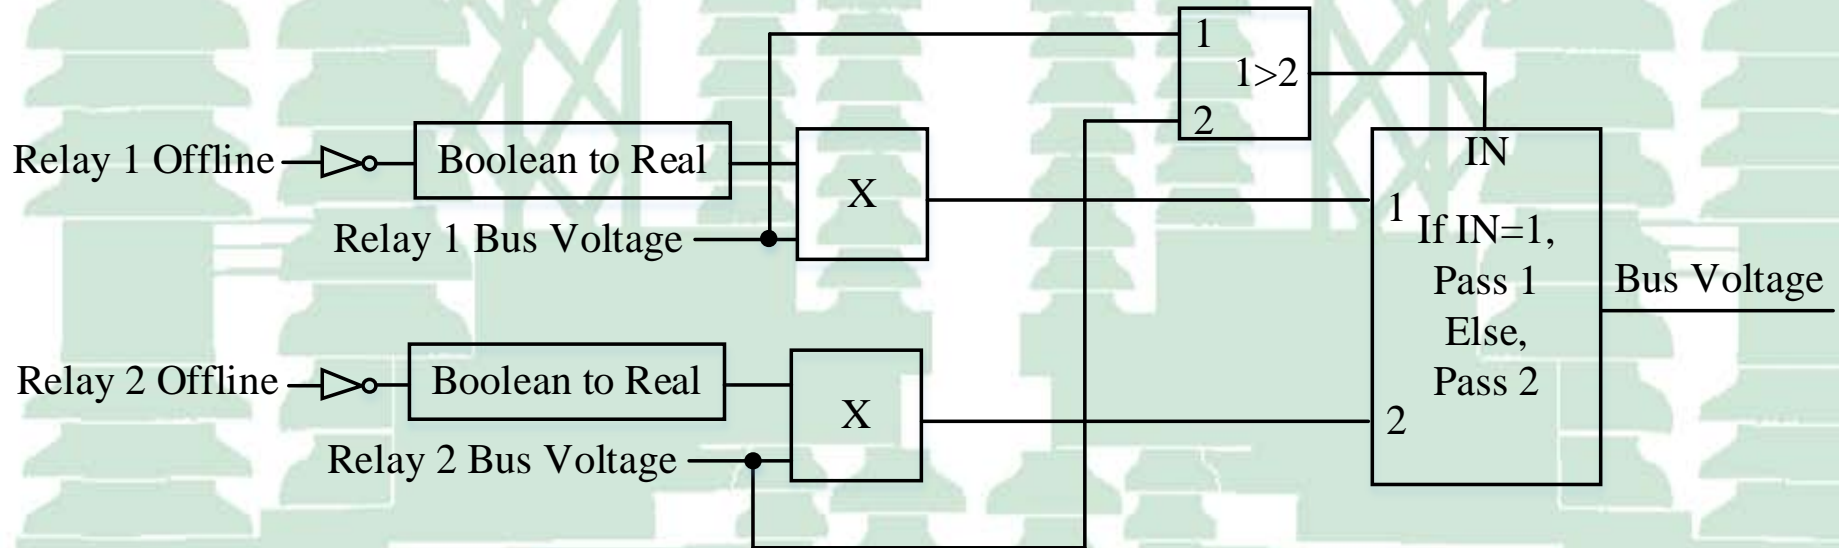 1
1>2
2
Relay 1 Offline
Boolean to Real
X
IN
Relay 1 Bus Voltage
1
If IN=1,
Pass 1
Else,
Pass 2
2
Bus Voltage
Relay 2 Offline
Boolean to Real
X
Relay 2 Bus Voltage